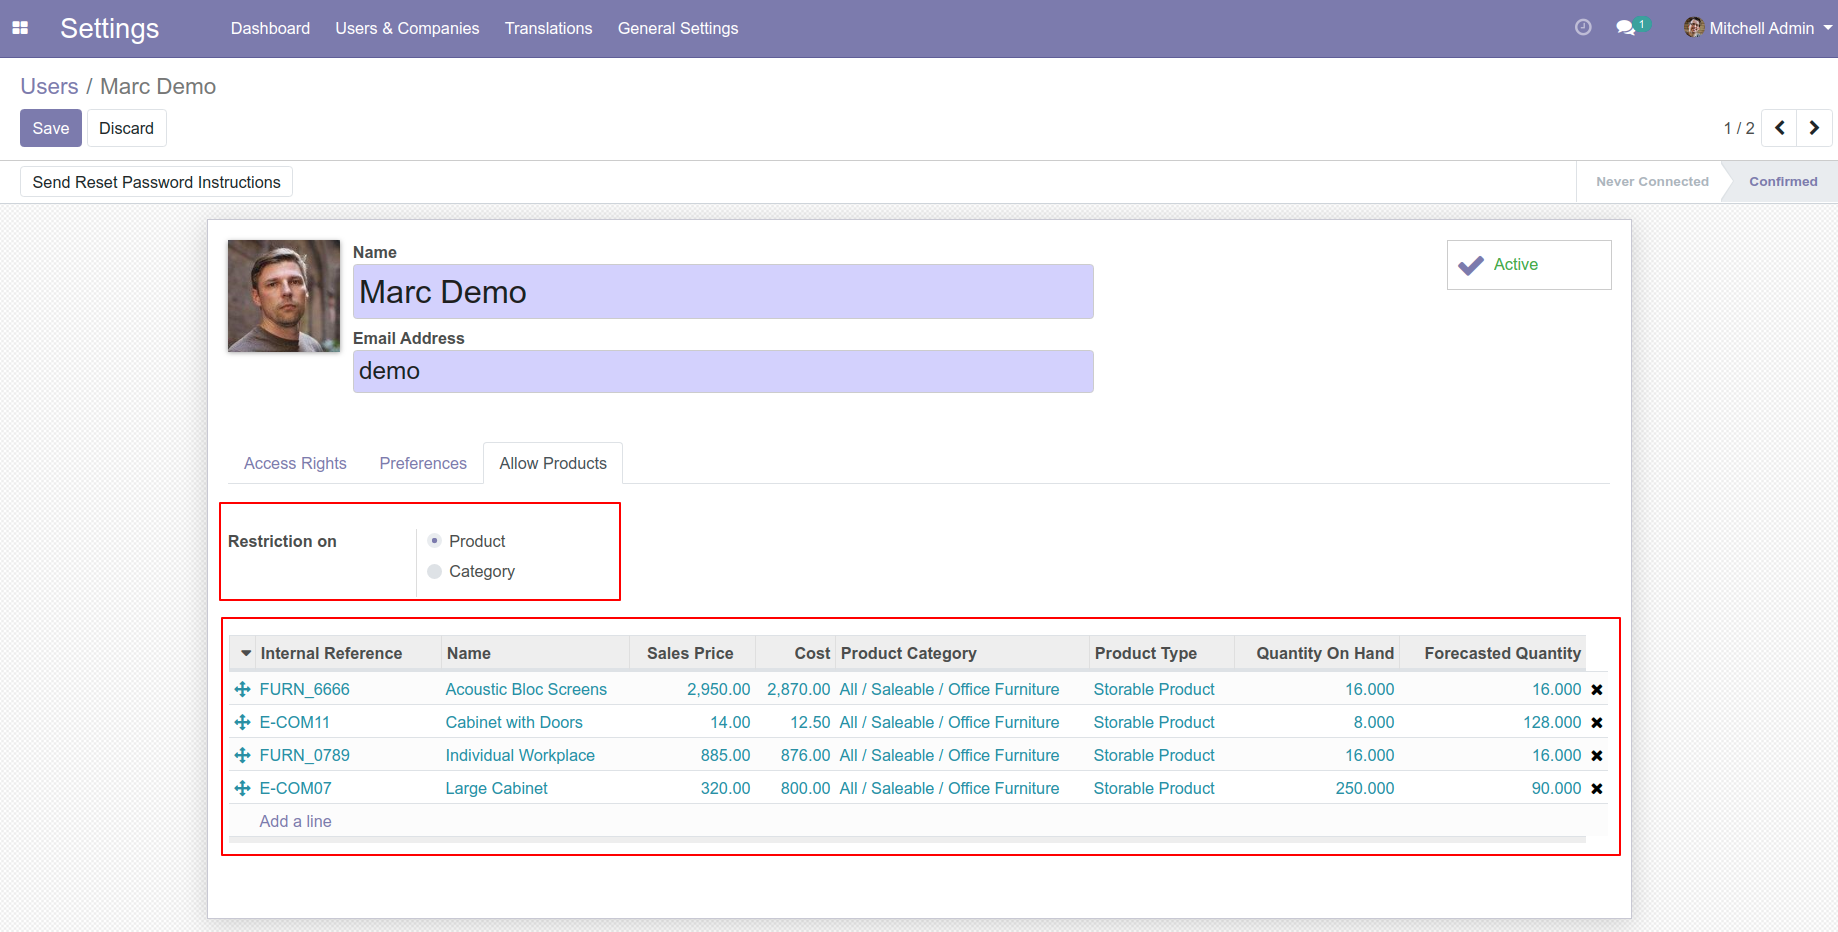 Settings Dashboard Users & Companies Translations General Settings 1 Mitchell Admin
Users / Marc Demo
Save Discard 1 / 2
Send Reset Password Instructions Never Connected Confirmed
Name
Marc Demo
Active
Email Address
demo
Access Rights Preferences Allow Products
Restriction on Product
Category
Internal Reference Name Sales Price Cost Product Category Product Type Quantity On Hand Forecasted Quantity
FURN_6666 Acoustic Bloc Screens 2,950.00 2,870.00 All / Saleable / Office Furniture Storable Product 16.000 16.000
E-COM11 Cabinet with Doors 14.00 12.50 All / Saleable / Office Furniture Storable Product 8.000 128.000
FURN_0789 Individual Workplace 885.00 876.00 All / Saleable / Office Furniture Storable Product 16.000 16.000
E-COM07 Large Cabinet 320.00 800.00 All / Saleable / Office Furniture Storable Product 250.000 90.000
Add a line